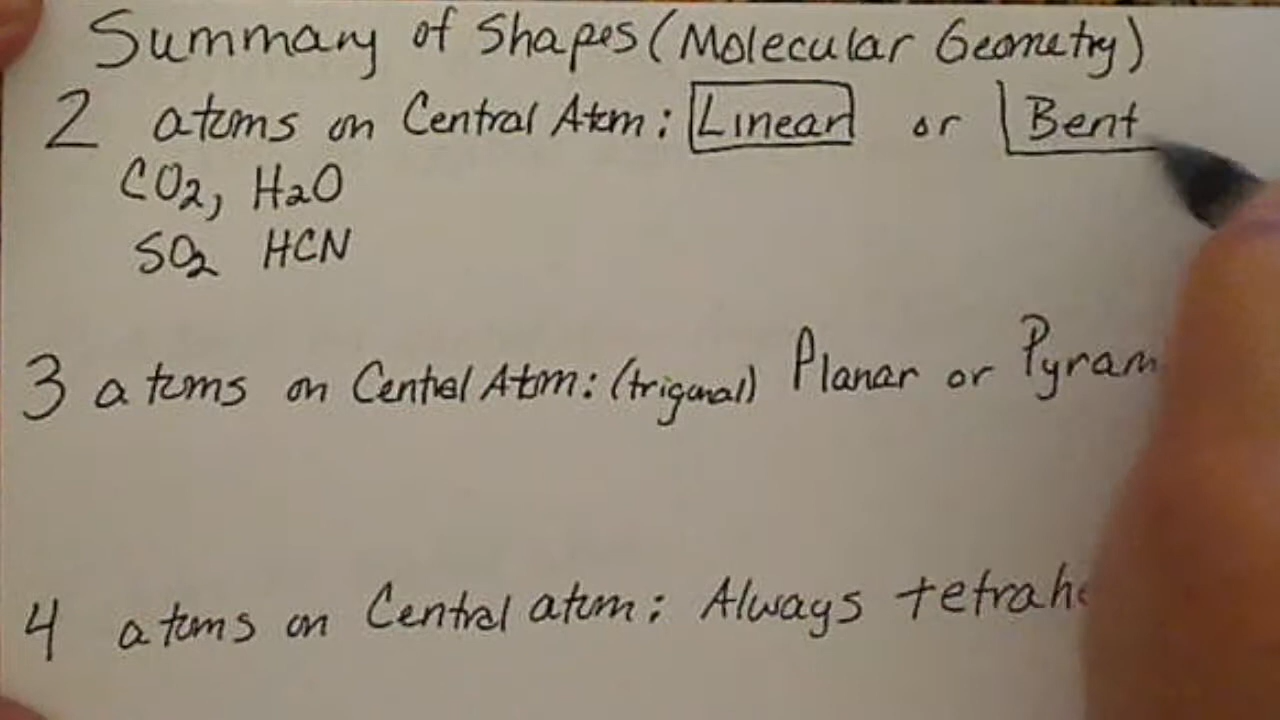 Summary of Shapes (Molecular Geometry)
2 atoms on Central Atom: Linear or Bent
CO2, H2O
SO2 HCN
3 atoms on Central Atom: (trigonal) Planar or Pyram
4 atoms on Central atom: Always tetrah